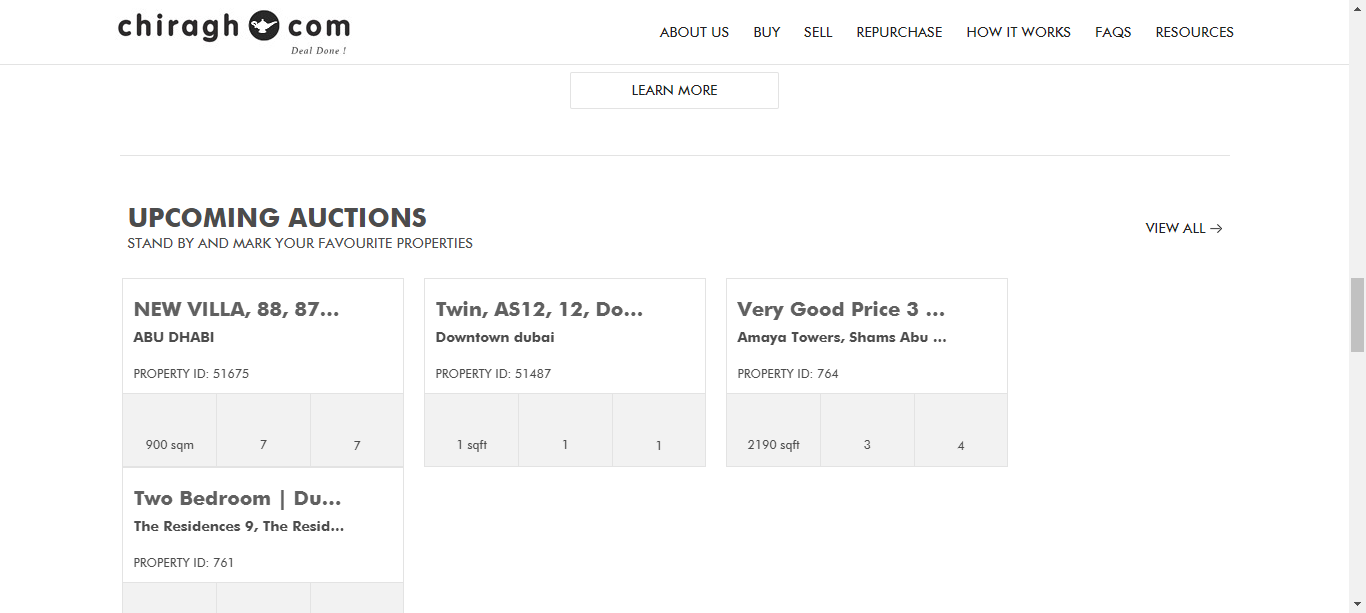 chiragh com
Deal Done !
ABOUT US BUY SELL REPURCHASE HOW IT WORKS FAQS RESOURCES
LEARN MORE
UPCOMING AUCTIONS
STAND BY AND MARK YOUR FAVOURITE PROPERTIES
VIEW ALL →
NEW VILLA, 88, 87...
ABU DHABI
PROPERTY ID: 51675
900 sqm 7 7
Twin, AS12, 12, Do...
Downtown dubai
PROPERTY ID: 51487
1 sqft 1 1
Very Good Price 3 ...
Amaya Towers, Shams Abu ...
PROPERTY ID: 764
2190 sqft 3 4
Two Bedroom | Du...
The Residences 9, The Resid...
PROPERTY ID: 761